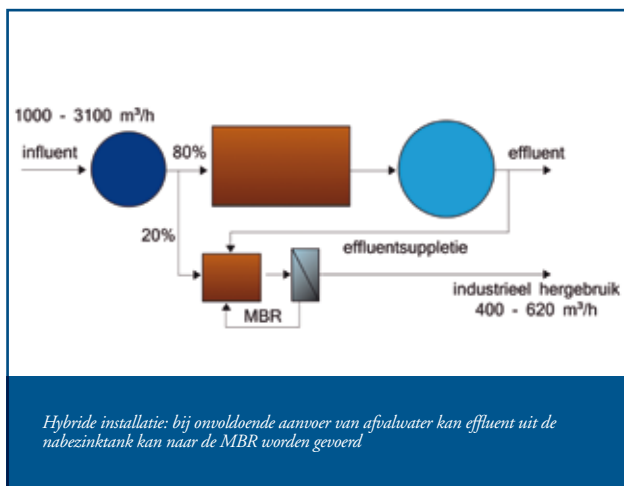 1000 - 3100 m³/h
influent
80%
effluent
20%
effluentsuppletie
MBR
industrieel hergebruik
400 - 620 m³/h
Hybride installatie: bij onvoldoende aanvoer van afvalwater kan effluent uit de
nabezinktank kan naar de MBR worden gevoerd